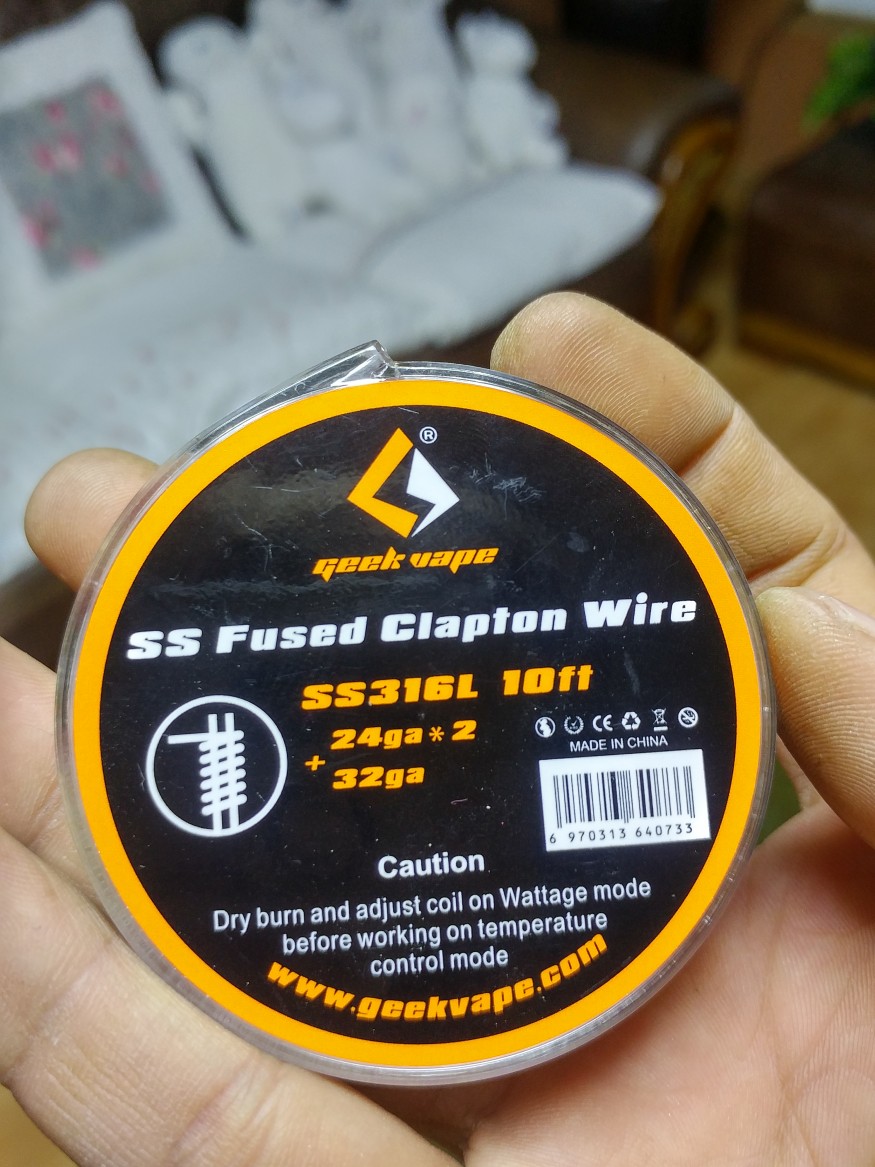 ®
geek vape
SS Fused Clapton Wire
SS316L 10ft
24ga*2
+
32ga
CE
MADE IN CHINA
6 970313 640733
Caution
Dry burn and adjust coil on Wattage mode
before working on temperature
control mode
www.geekvape.com